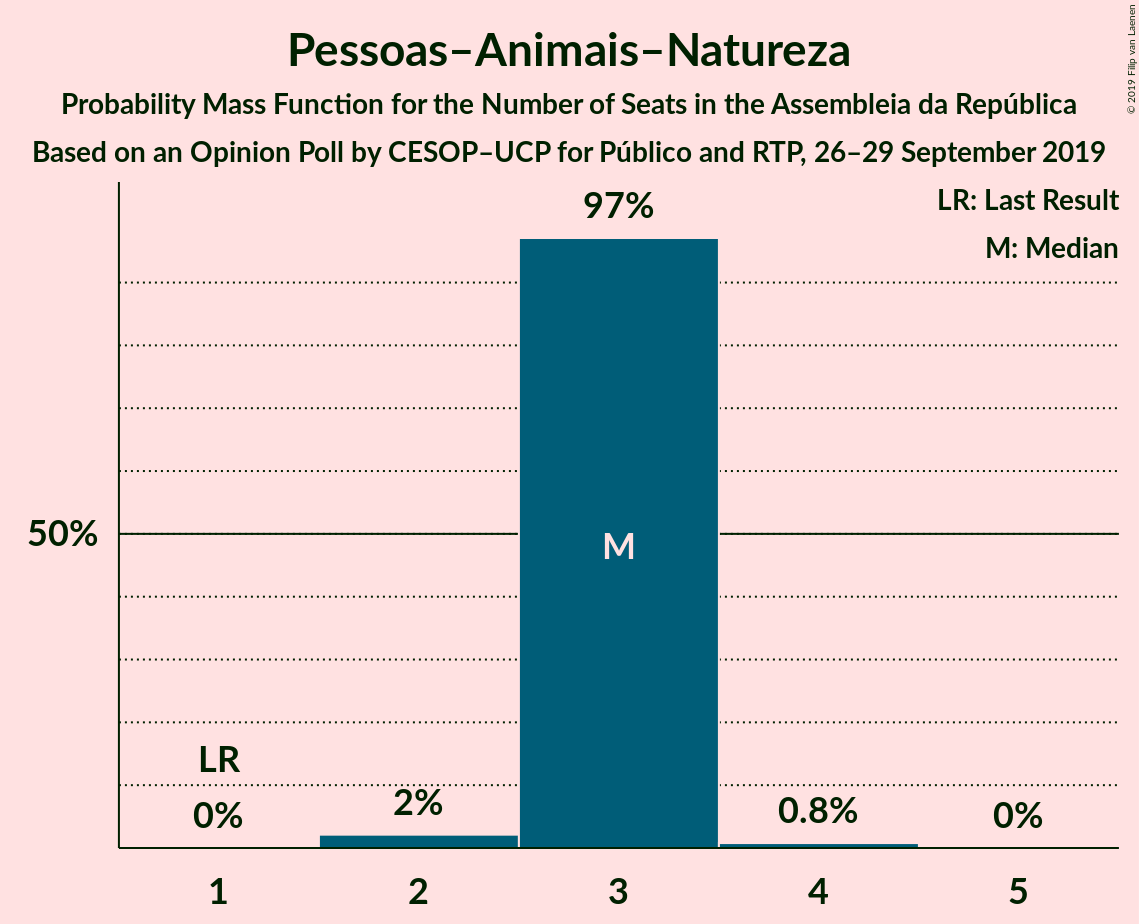 Pessoas–Animais–Natureza
Probability Mass Function for the Number of Seats in the Assembleia da República
Based on an Opinion Poll by CESOP–UCP for Público and RTP, 26–29 September 2019
© 2019 Filip van Laenen
LR: Last Result
M: Median
97%
50%
M
LR
0%
2%
0.8%
0%
1 2 3 4 5